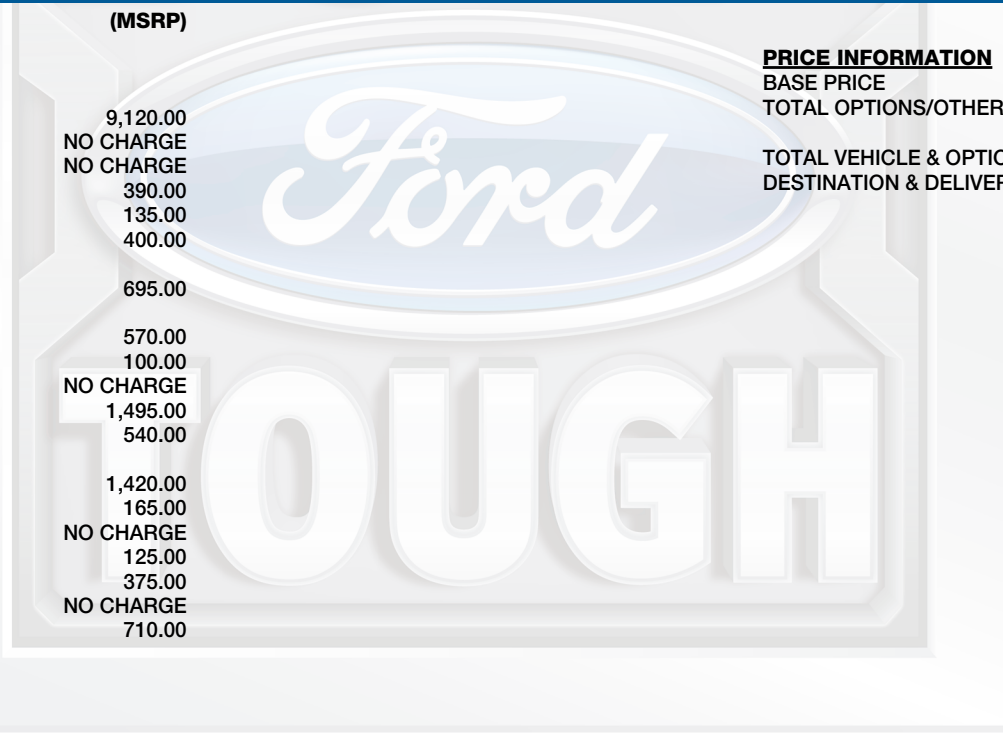 (MSRP)
9,120.00
NO CHARGE
NO CHARGE
390.00
135.00
400.00
695.00
570.00
100.00
NO CHARGE
1,495.00
540.00
1,420.00
165.00
NO CHARGE
125.00
375.00
NO CHARGE
710.00
PRICE INFORMATION
BASE PRICE
TOTAL OPTIONS/OTHER
TOTAL VEHICLE & OPTIO
DESTINATION & DELIVER
Ford
TOUGH